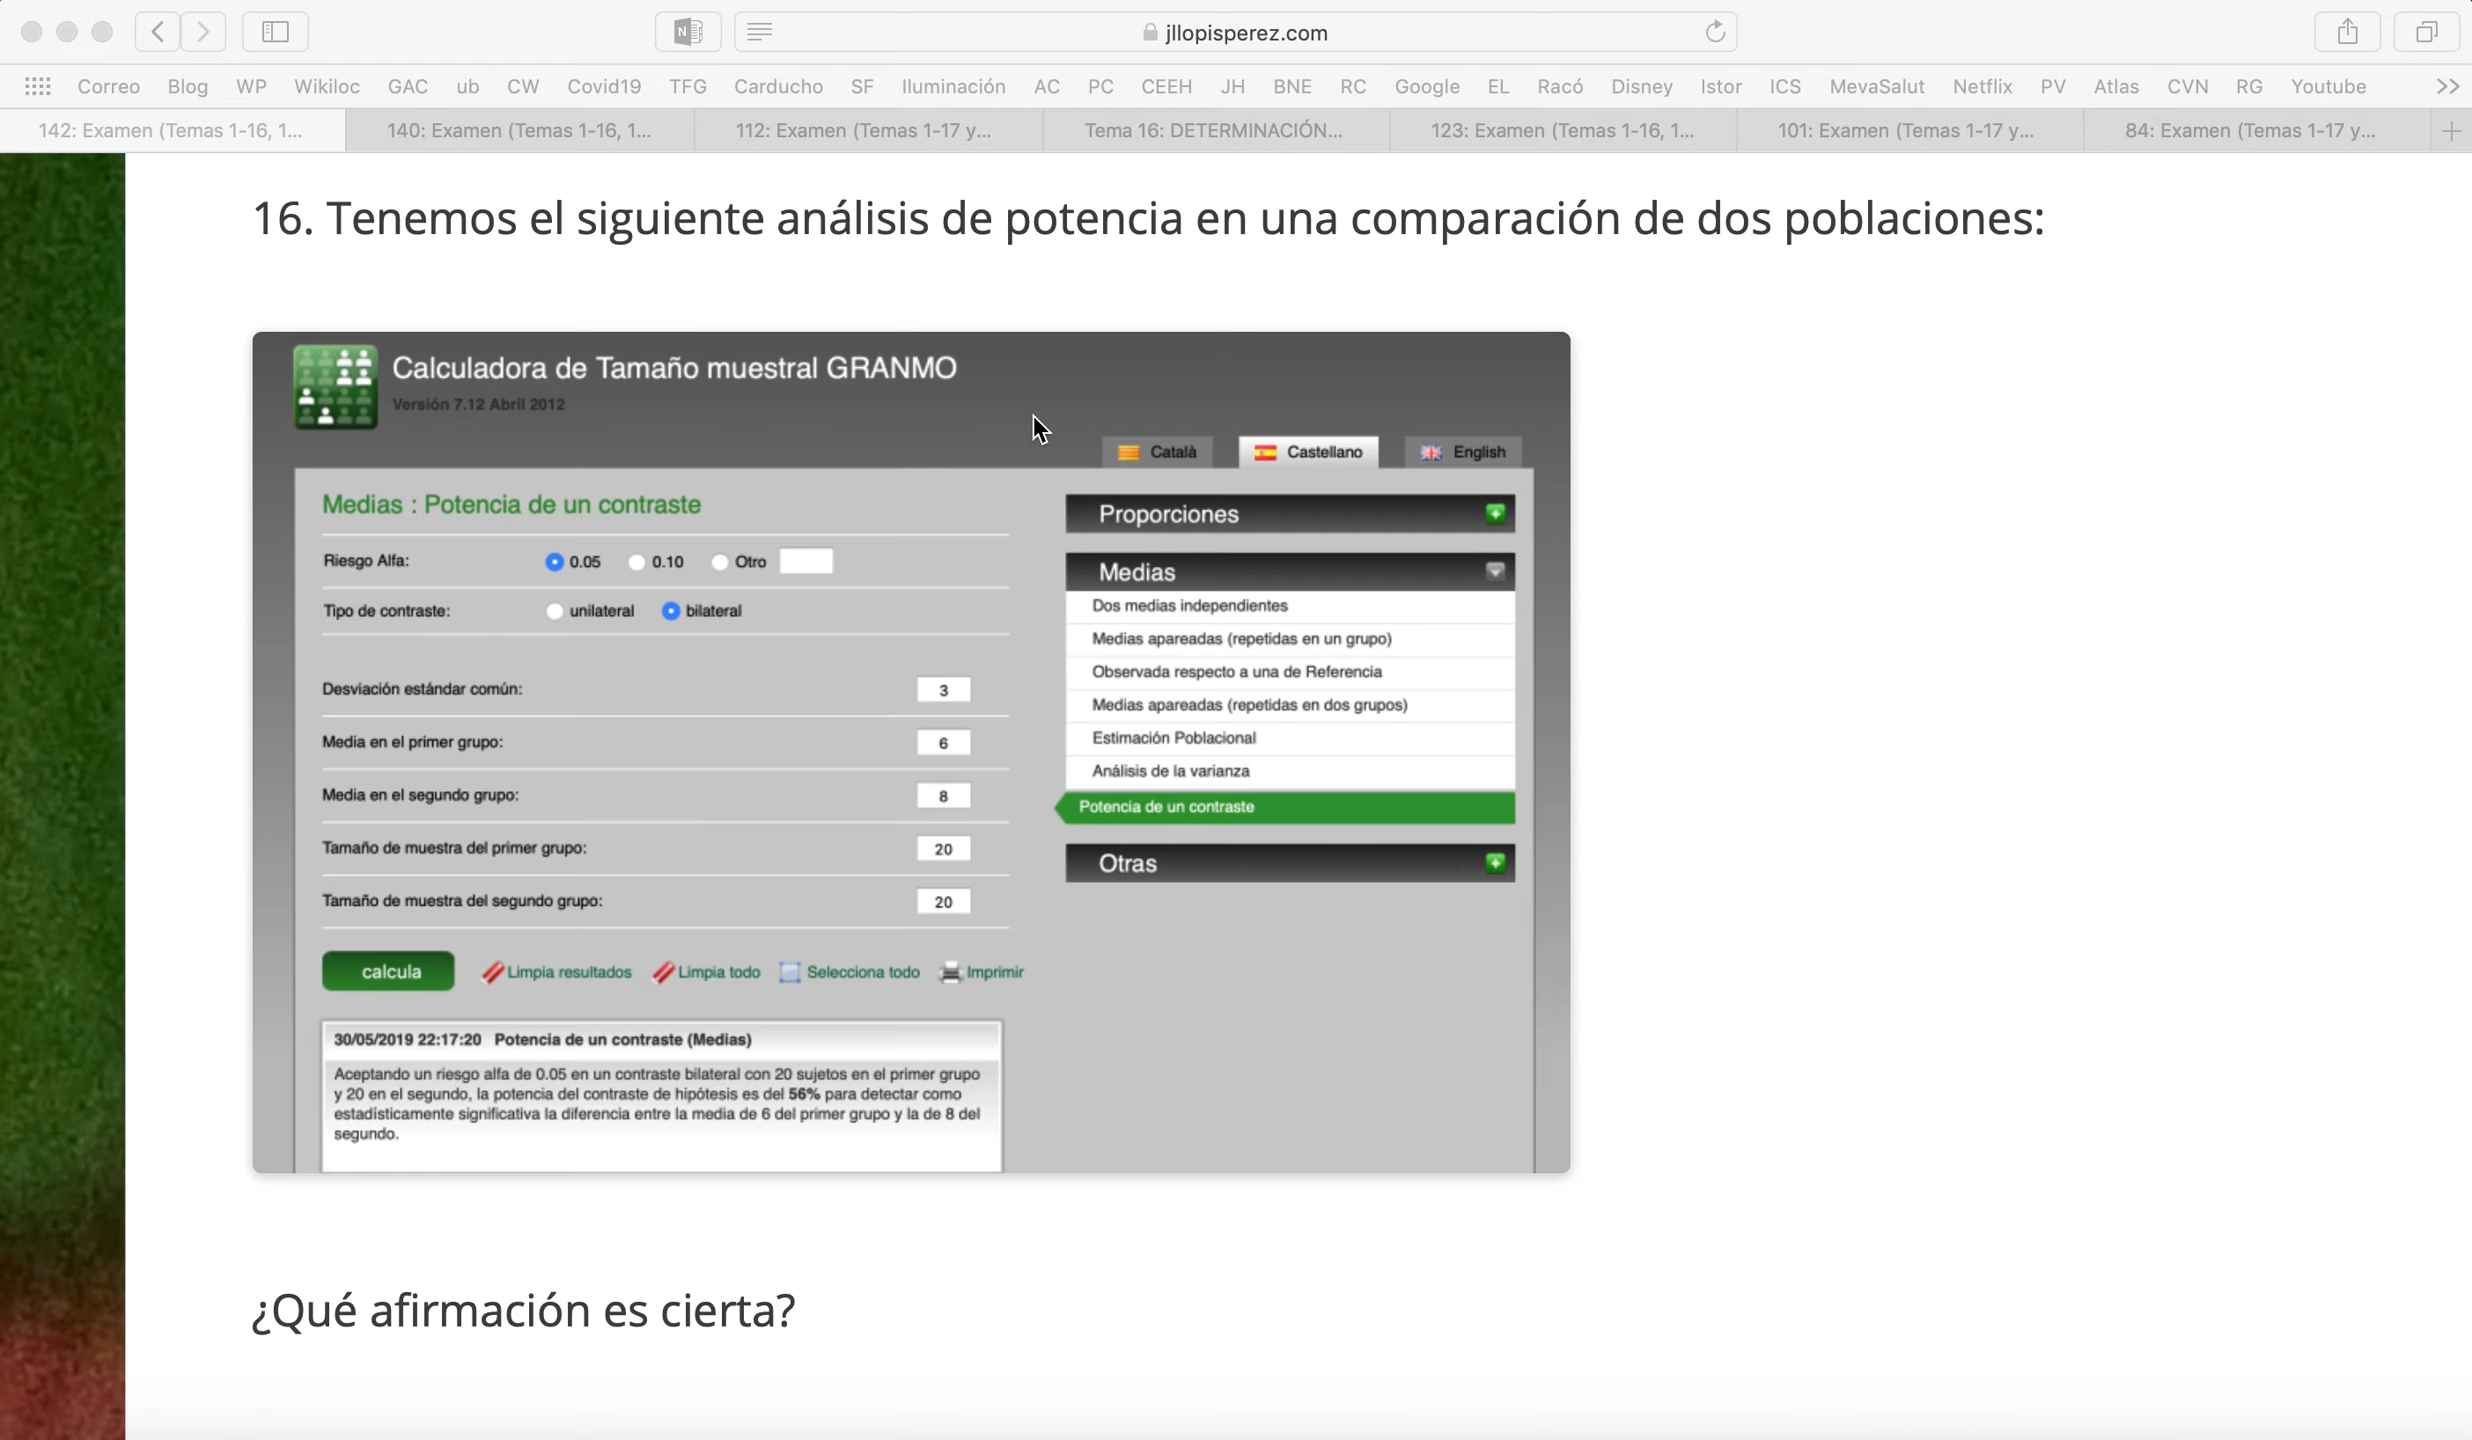 jllopisperez.com
Correo Blog WP Wikiloc GAC ub CW Covid19 TFG Carducho SF Iluminación AC PC CEEH JH BNE RC Google EL Racó Disney Istor ICS MevaSalut Netflix PV Atlas CVN RG Youtube
142: Examen (Temas 1-16, 1... 140: Examen (Temas 1-16, 1... 112: Examen (Temas 1-17 y... Tema 16: DETERMINACIÓN... 123: Examen (Temas 1-16, 1... 101: Examen (Temas 1-17 y... 84: Examen (Temas 1-17 y...
16. Tenemos el siguiente análisis de potencia en una comparación de dos poblaciones:
Calculadora de Tamaño muestral GRANMO
Versión 7.12 Abril 2012
Català Castellano English
Medias : Potencia de un contraste
Riesgo Alfa: 0.05 0.10 Otro
Tipo de contraste: unilateral bilateral
Desviación estándar común: 3
Media en el primer grupo: 6
Media en el segundo grupo: 8
Tamaño de muestra del primer grupo: 20
Tamaño de muestra del segundo grupo: 20
calcula Limpia resultados Limpia todo Selecciona todo Imprimir
30/05/2019 22:17:20 Potencia de un contraste (Medias)
Aceptando un riesgo alfa de 0.05 en un contraste bilateral con 20 sujetos en el primer grupo
y 20 en el segundo, la potencia del contraste de hipótesis es del 56% para detectar como
estadísticamente significativa la diferencia entre la media de 6 del primer grupo y la de 8 del
segundo.
Proporciones
Medias
Dos medias independientes
Medias apareadas (repetidas en un grupo)
Observada respecto a una de Referencia
Medias apareadas (repetidas en dos grupos)
Estimación Poblacional
Análisis de la varianza
Potencia de un contraste
Otras
¿Qué afirmación es cierta?